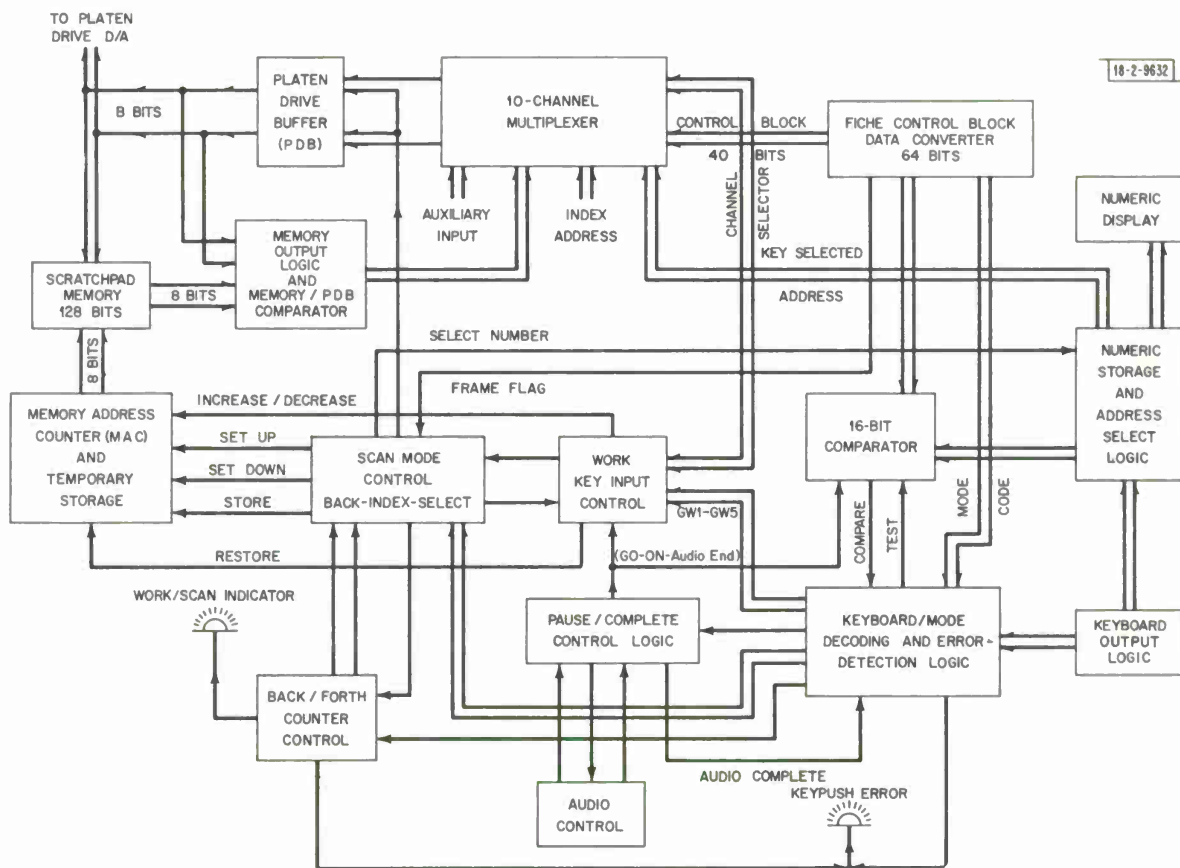 TO PLATEN
DRIVE D/A
18-2-9632
8 BITS
PLATEN
DRIVE
BUFFER
(PDB)
10-CHANNEL
MULTIPLEXER
CONTROL BLOCK
40 BITS
FICHE CONTROL BLOCK
DATA CONVERTER
64 BITS
CHANNEL
SELECTOR
AUXILIARY
INPUT
INDEX
ADDRESS
NUMERIC
DISPLAY
MEMORY
OUTPUT
LOGIC
AND
MEMORY / PDB
COMPARATOR
KEY SELECTED
ADDRESS
SCRATCHPAD
MEMORY
128 BITS
8 BITS
8 BITS
SELECT NUMBER
FRAME FLAG
NUMERIC
STORAGE
AND
ADDRESS
SELECT
LOGIC
INCREASE / DECREASE
MEMORY ADDRESS
COUNTER (MAC)
AND
TEMPORARY
STORAGE
SET UP
SET DOWN
STORE
SCAN MODE
CONTROL
BACK-INDEX-SELECT
WORK
KEY INPUT
CONTROL
16-BIT
COMPARATOR
GW1-GW5
COMPARE
TEST
MODE
CODE
RESTORE
(GO-ON-Audio End)
WORK/SCAN INDICATOR
PAUSE / COMPLETE
CONTROL LOGIC
KEYBOARD/MODE
DECODING AND ERROR-
DETECTION LOGIC
KEYBOARD
OUTPUT
LOGIC
BACK / FORTH
COUNTER
CONTROL
AUDIO COMPLETE
AUDIO
CONTROL
KEYPUSH ERROR